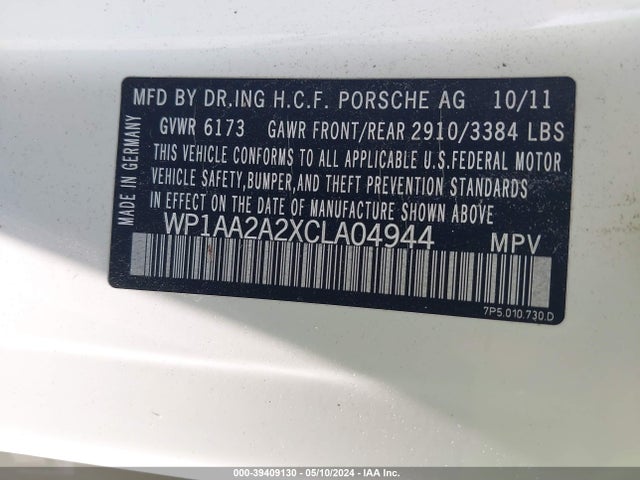 MFD BY DR.ING H.C.F. PORSCHE AG 10/11
GVWR 6173 GAWR FRONT/REAR 2910/3384 LBS
THIS VEHICLE CONFORMS TO ALL APPLICABLE U.S.FEDERAL MOTOR
VEHICLE SAFETY,BUMPER,AND THEFT PREVENTION STANDARDS
IN EFFECT ON THE DATE OF MANUFACTURE SHOWN ABOVE
WP1AA2A2XCLA04944 MPV
MADE IN GERMANY
7P5.010.730.D
000-39409130 - 05/10/2024 - IAA Inc.